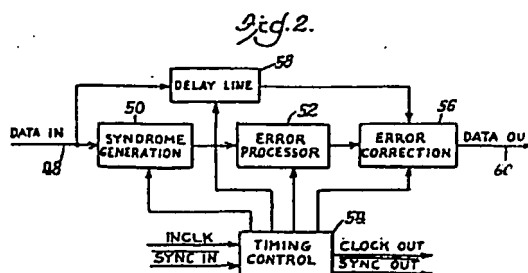 Fig.2.
58
DELAY LINE
50
52
56
DATA IN
SYNDROME
GENERATION
ERROR
PROCESSOR
ERROR
CORRECTION
DATA OU
48
60
54
INCLK
SYNC IN
TIMING
CONTROL
CLOCK OUT
SYNC OUT